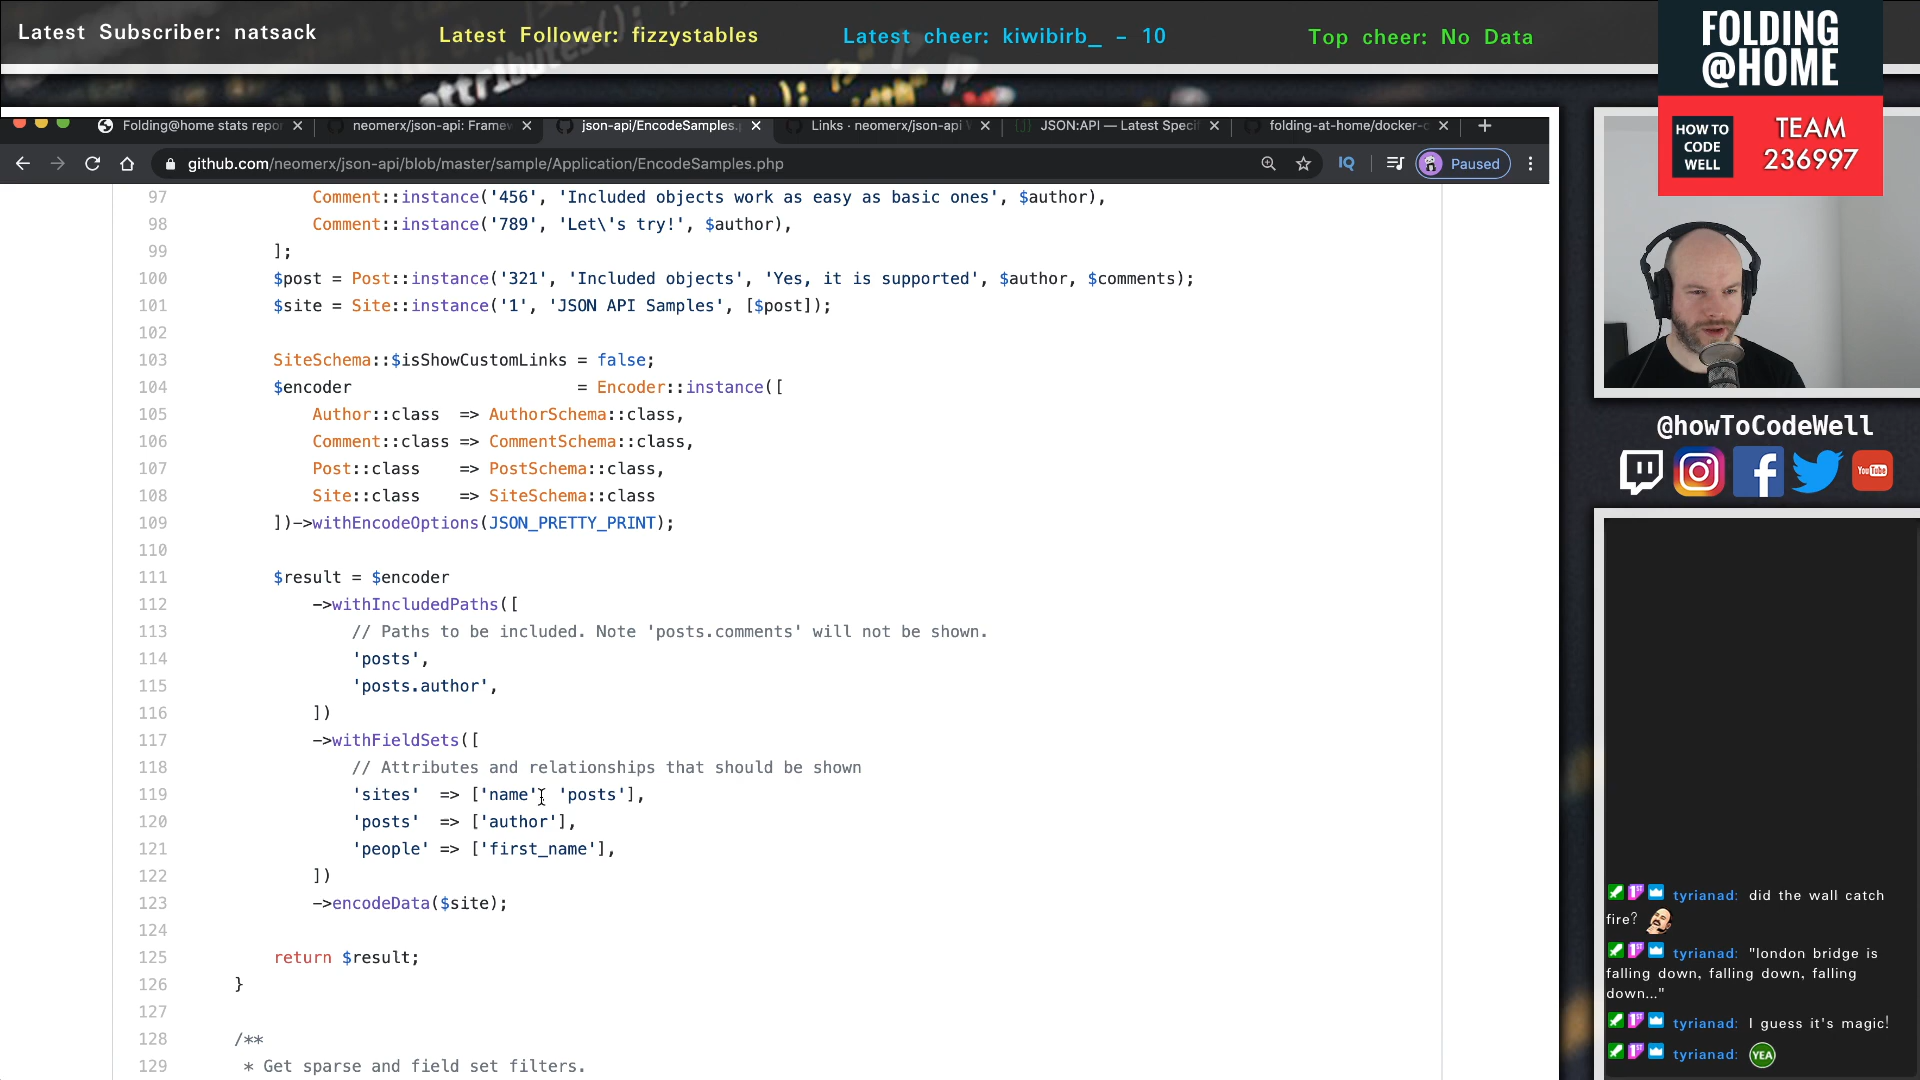 Latest Subscriber: natsack
Latest Follower: fizzystables
Latest cheer: kiwibirb_ - 10
Top cheer: No Data
FOLDING
@HOME
HOW TO
CODE
WELL
TEAM
236997
Folding@home stats repo
neomerx/json-api: Framew
json-api/EncodeSamples.
Links · neomerx/json-api
JSON:API — Latest Specif
folding-at-home/docker-c
github.com/neomerx/json-api/blob/master/sample/Application/EncodeSamples.php
IQ
Paused
97 Comment::instance('456', 'Included objects work as easy as basic ones', $author),
98 Comment::instance('789', 'Let\'s try!', $author),
99 ];
100 $post = Post::instance('321', 'Included objects', 'Yes, it is supported', $author, $comments);
101 $site = Site::instance('1', 'JSON API Samples', [$post]);
102
103 SiteSchema::$isShowCustomLinks = false;
104 $encoder = Encoder::instance([
105 Author::class => AuthorSchema::class,
106 Comment::class => CommentSchema::class,
107 Post::class => PostSchema::class,
108 Site::class => SiteSchema::class
109 ])->withEncodeOptions(JSON_PRETTY_PRINT);
110
111 $result = $encoder
112 ->withIncludedPaths([
113 // Paths to be included. Note 'posts.comments' will not be shown.
114 'posts',
115 'posts.author',
116 ])
117 ->withFieldSets([
118 // Attributes and relationships that should be shown
119 'sites' => ['name', 'posts'],
120 'posts' => ['author'],
121 'people' => ['first_name'],
122 ])
123 ->encodeData($site);
124
125 return $result;
126 }
127
128 /**
129 * Get sparse and field set filters.
@howToCodeWell
You Tube
tyrianad: did the wall catch
fire?
tyrianad: "london bridge is
falling down, falling down, falling
down..."
tyrianad: I guess it's magic!
tyrianad: YEA